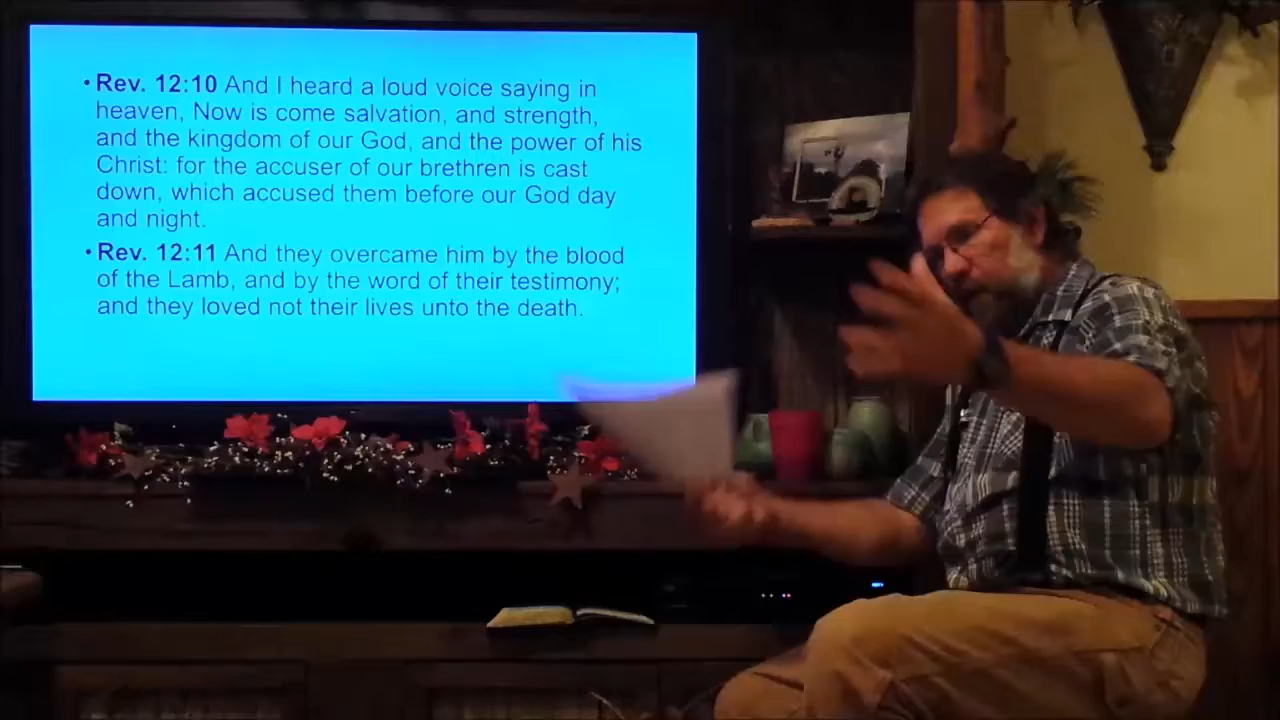 • Rev. 12:10 And I heard a loud voice saying in
heaven, Now is come salvation, and strength,
and the kingdom of our God, and the power of his
Christ: for the accuser of our brethren is cast
down, which accused them before our God day
and night.
• Rev. 12:11 And they overcame him by the blood
of the Lamb, and by the word of their testimony;
and they loved not their lives unto the death.